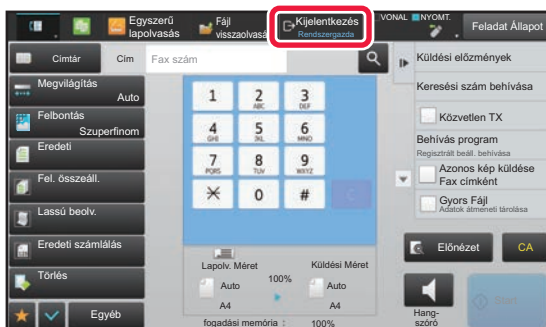 Egyszerű
lapolvasás
Fájl
visszaolvasá
Kijelentkezés
Rendszergazda
VONAL
NYOMT.
Feladat Állapot
Címtár
Cím
Fax szám
Megvilágítás
Auto
Felbontás
Szuperfinom
Eredeti
Fel. összeáll.
Lassú beolv.
Eredeti számlálás
Törlés
Egyéb
1
2
ABC
3
DEF
4
GHI
5
JKL
6
MNO
7
PQRS
8
TUV
9
WXYZ
0
#
Lapolv. Méret
Küldési Méret
100%
Auto
Auto
A4
A4
fogadási memória :
100%
Küldési előzmények
Keresési szám behívása
Közvetlen TX
Behívás program
Regisztrált beáll. behívása
Azonos kép küldése
Fax címként
Gyors Fájl
Adatok átmeneti tárolása
Előnézet
CA
Hang-
szóró
Start